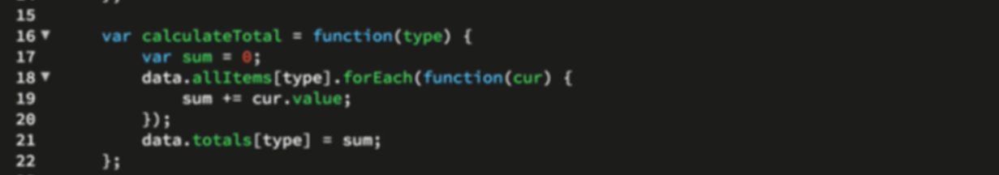 15
16 ▼ var calculateTotal = function(type) {
17 var sum = 0;
18 ▼ data.allItems[type].forEach(function(cur) {
19 sum += cur.value;
20 });
21 data.totals[type] = sum;
22 };